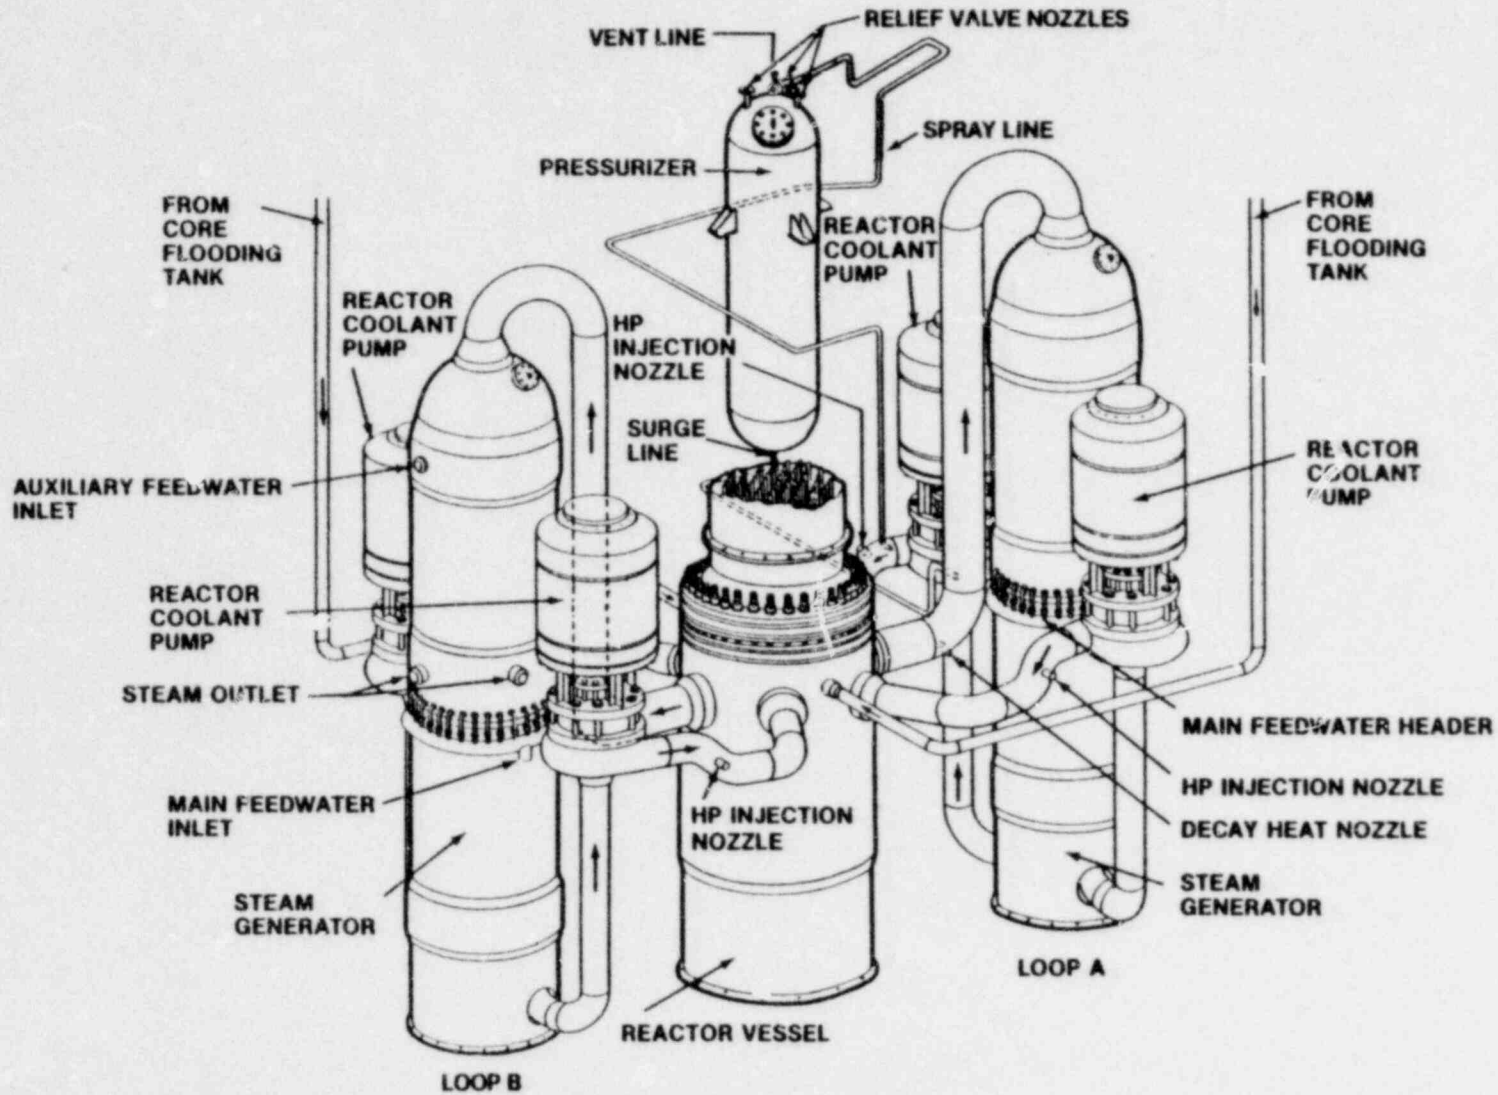 RELIEF VALVE NOZZLES
VENT LINE
SPRAY LINE
PRESSURIZER
FROM
CORE
FLOODING
TANK
REACTOR
COOLANT
PUMP
FROM
CORE
FLOODING
TANK
REACTOR
COOLANT
PUMP
HP
INJECTION
NOZZLE
SURGE
LINE
REACTOR
COOLANT
PUMP
AUXILIARY FEEDWATER
INLET
REACTOR
COOLANT
PUMP
STEAM OUTLET
MAIN FEEDWATER HEADER
MAIN FEEDWATER
INLET
HP INJECTION
NOZZLE
HP INJECTION NOZZLE
DECAY HEAT NOZZLE
STEAM
GENERATOR
STEAM
GENERATOR
LOOP A
REACTOR VESSEL
LOOP B